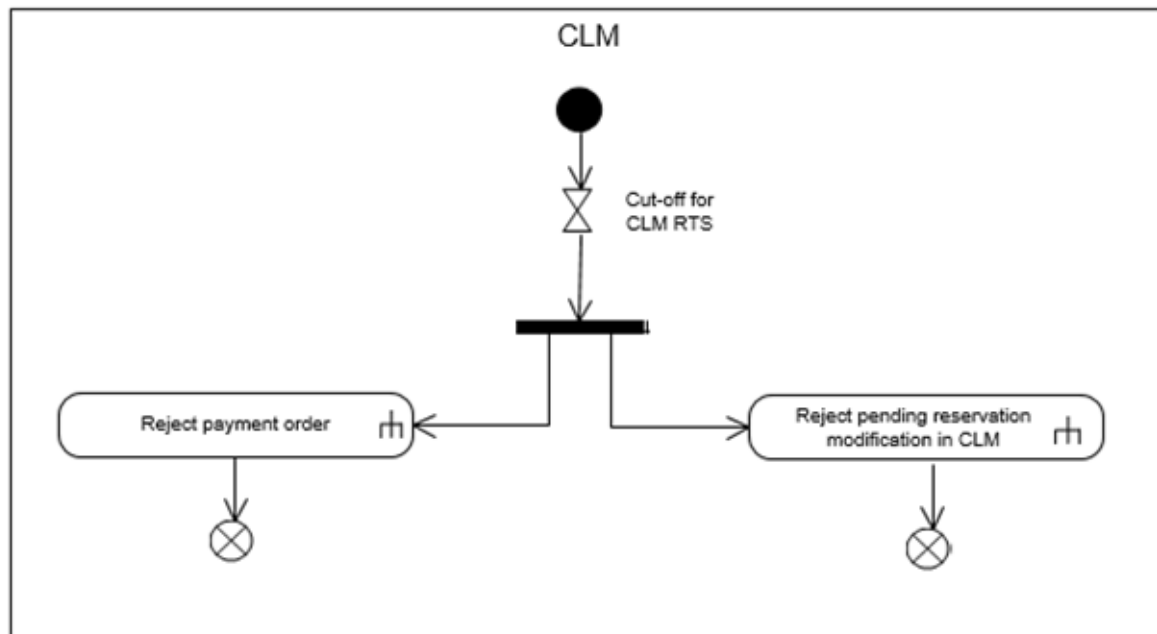 CLM
Cut-off for
CLM RTS
Reject payment order
Reject pending reservation
modification in CLM